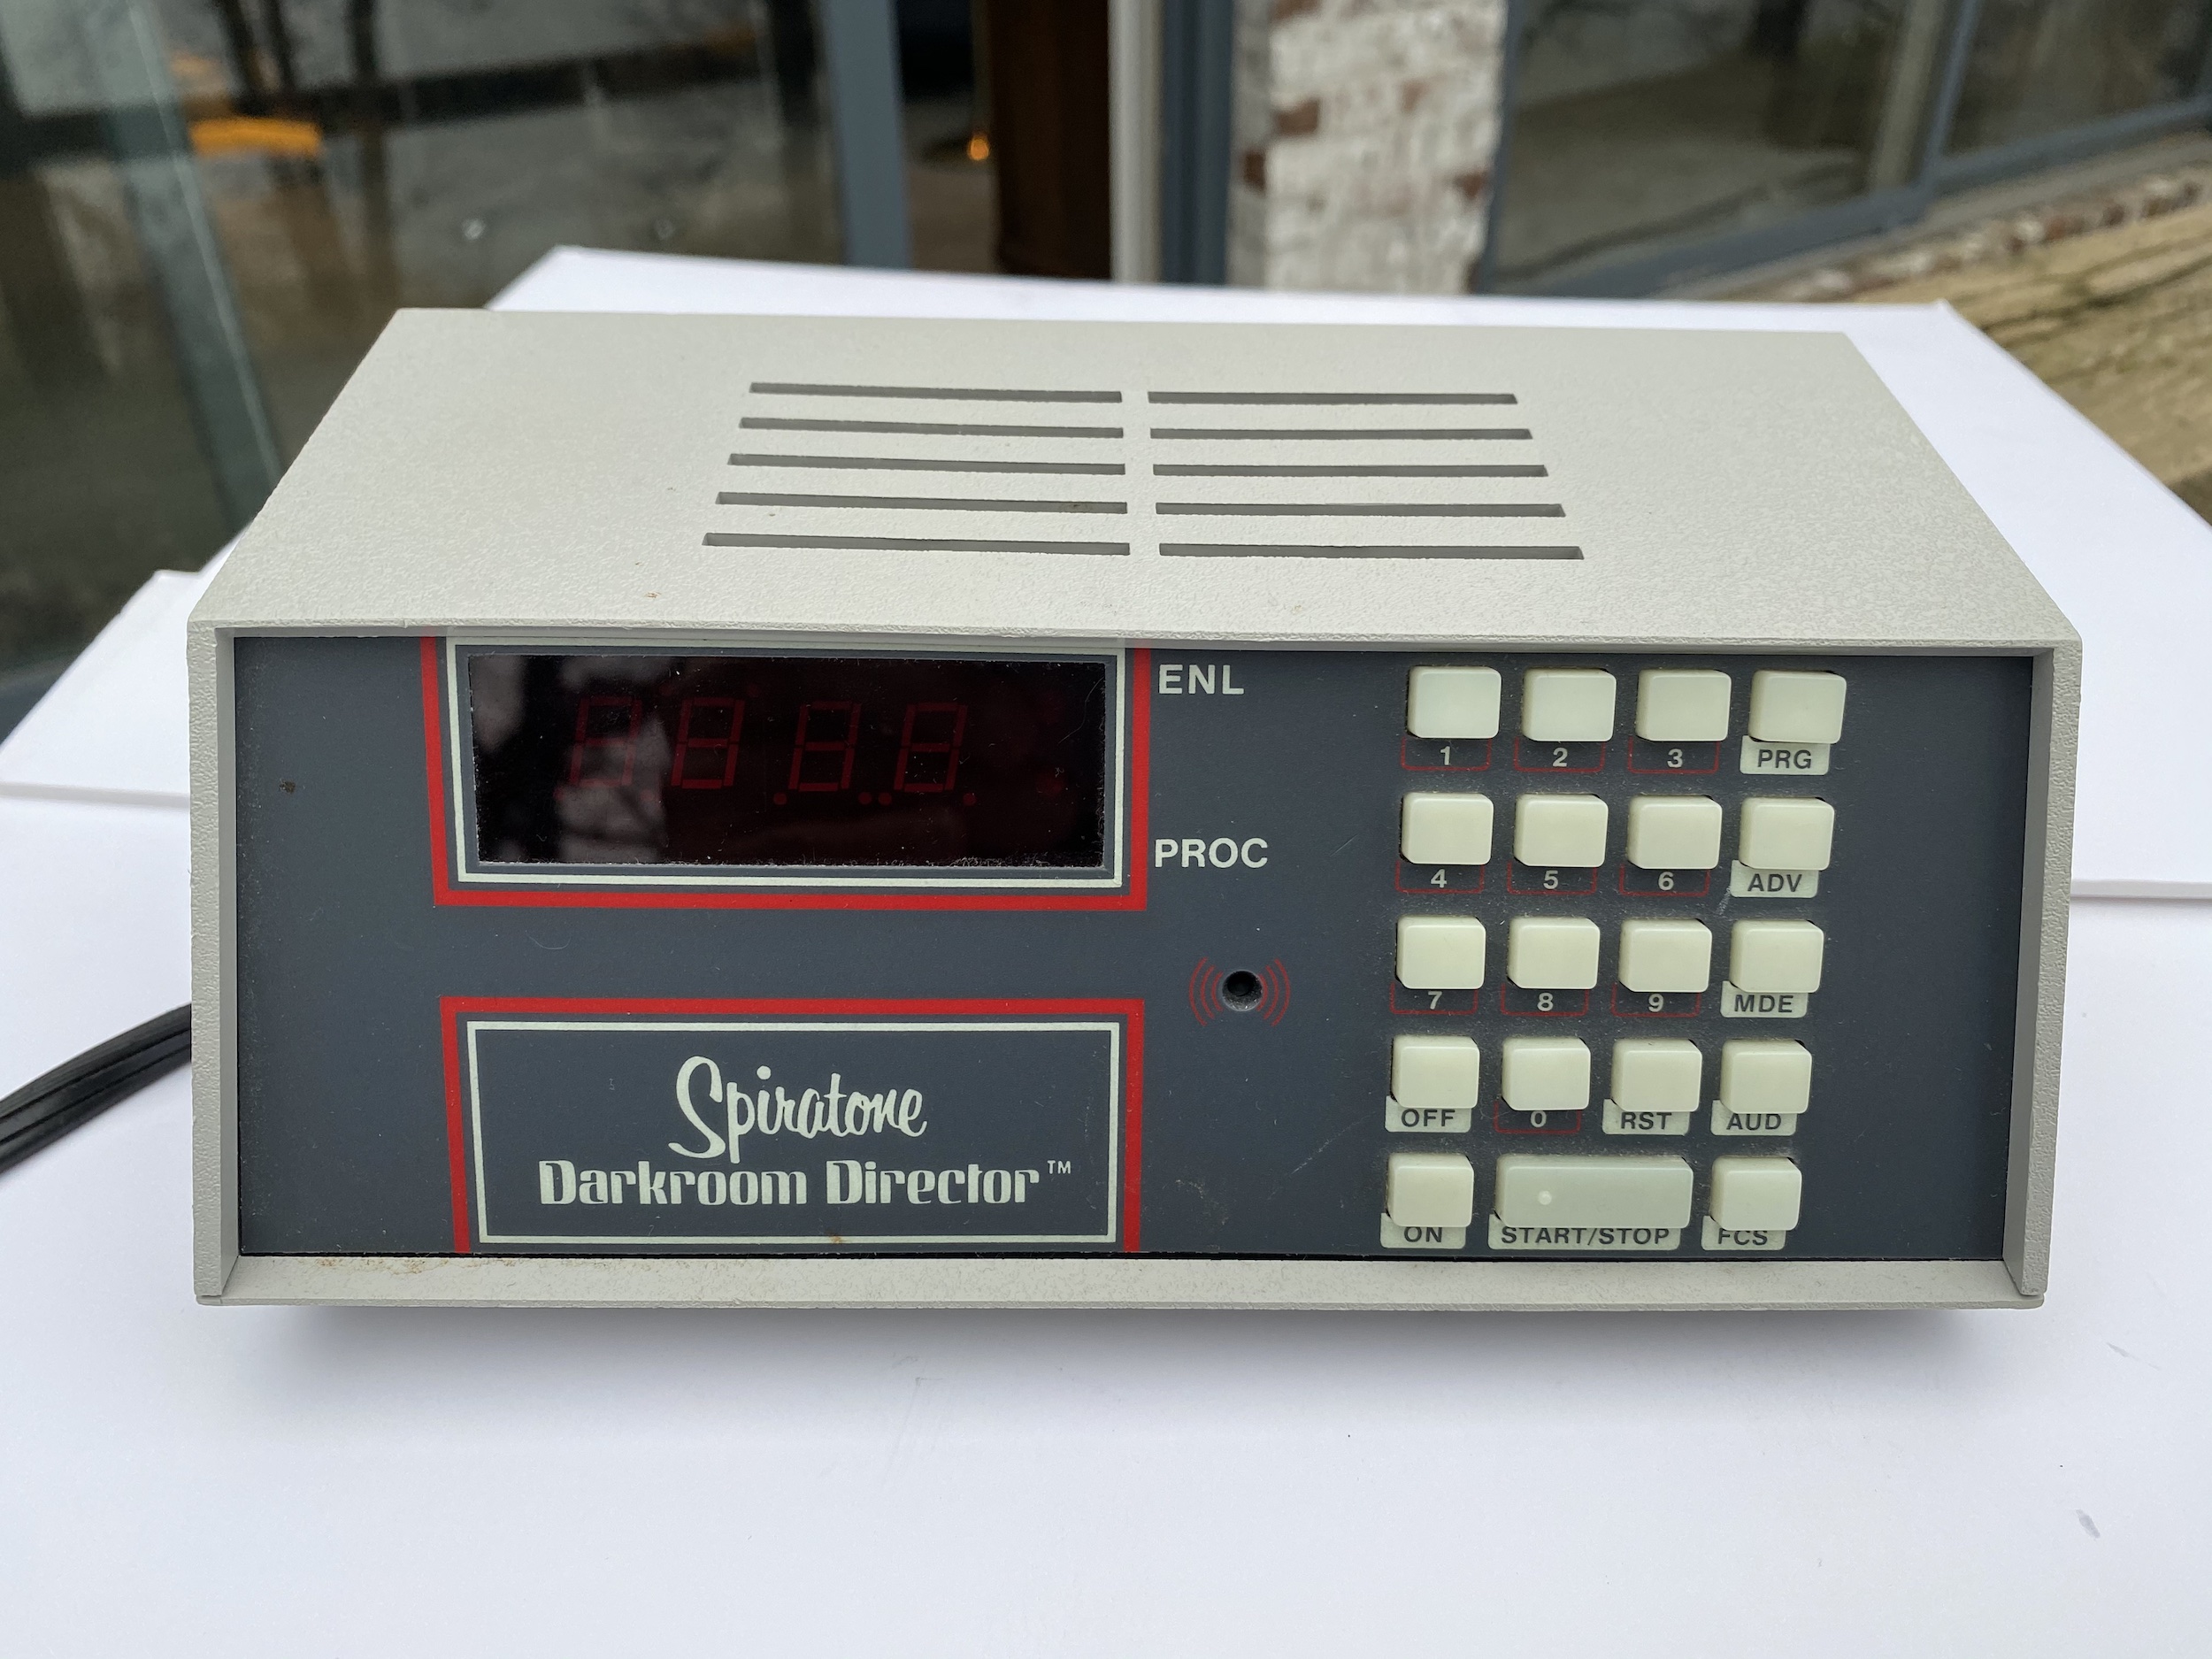 ENL
PROC
Spiratone
Darkroom Director™
1 2 3 PRG
4 5 6 ADV
7 8 9 MDE
OFF 0 RST AUD
ON START/STOP FCS